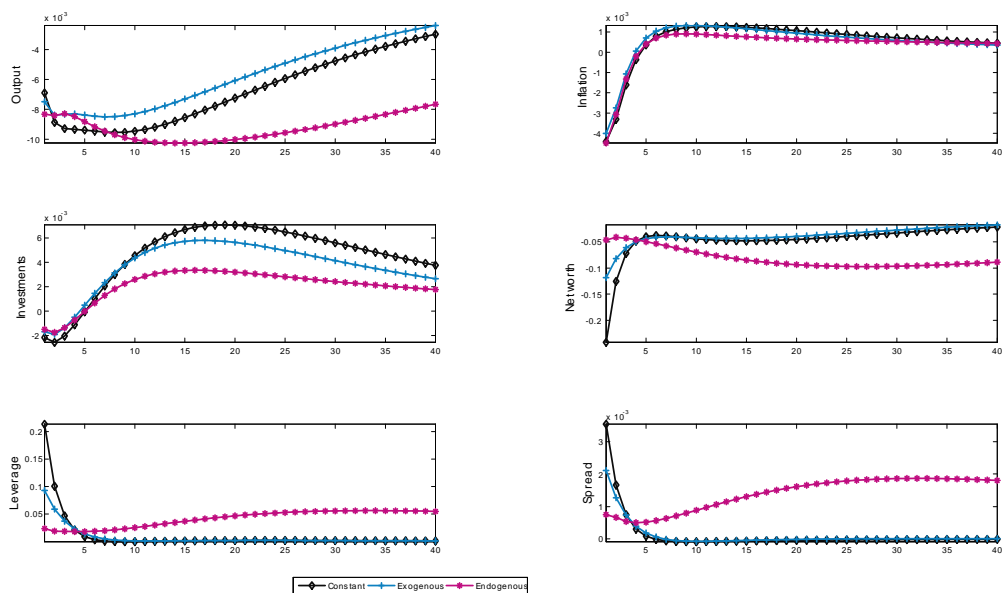 x 10⁻³
Output
-4
-6
-8
-10
5 10 15 20 25 30 35 40
x 10⁻³
Inflation
1
0
-1
-2
-3
-4
5 10 15 20 25 30 35 40
x 10⁻³
Investments
6
4
2
0
-2
5 10 15 20 25 30 35 40
Networth
-0.05
-0.1
-0.15
-0.2
5 10 15 20 25 30 35 40
Leverage
0.2
0.15
0.1
0.05
5 10 15 20 25 30 35 40
x 10⁻³
Spread
3
2
1
0
5 10 15 20 25 30 35 40
Constant Exogenous Endogenous